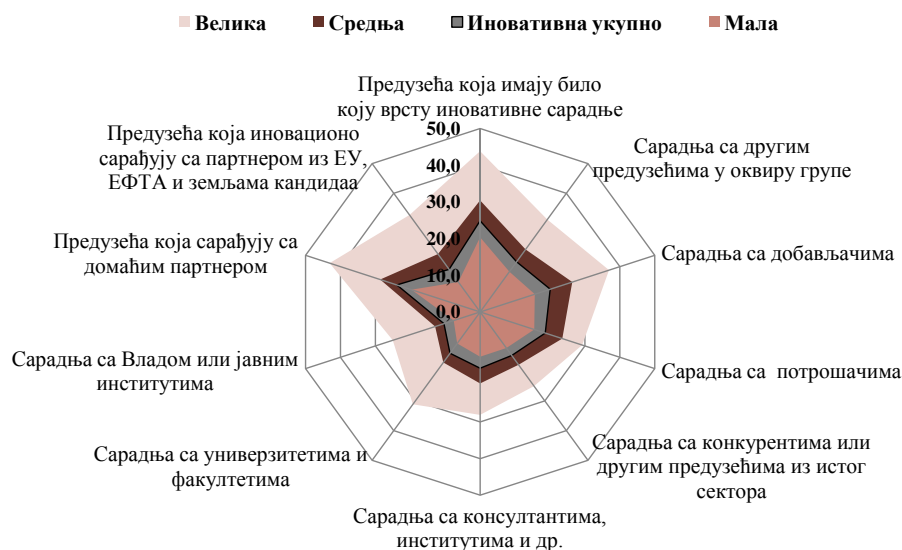 Велика Средња Иновативна укупно Мала
Предузећа која имају било
коју врсту иновативне сарадње
Сарадња са другим
предузећима у оквиру групе
Сарадња са добављачима
Сарадња са потрошачима
Сарадња са конкурентима или
другим предузећима из истог
сектора
Сарадња са консултантима,
институтима и др.
Сарадња са универзитетима и
факултетима
Сарадња са Владом или јавним
институтима
Предузећа која сарађују са
домаћим партнером
Предузећа која иновационо
сарађују са партнером из ЕУ,
ЕФТА и земљама кандидаа
50,0
40,0
30,0
20,0
10,0
0,0